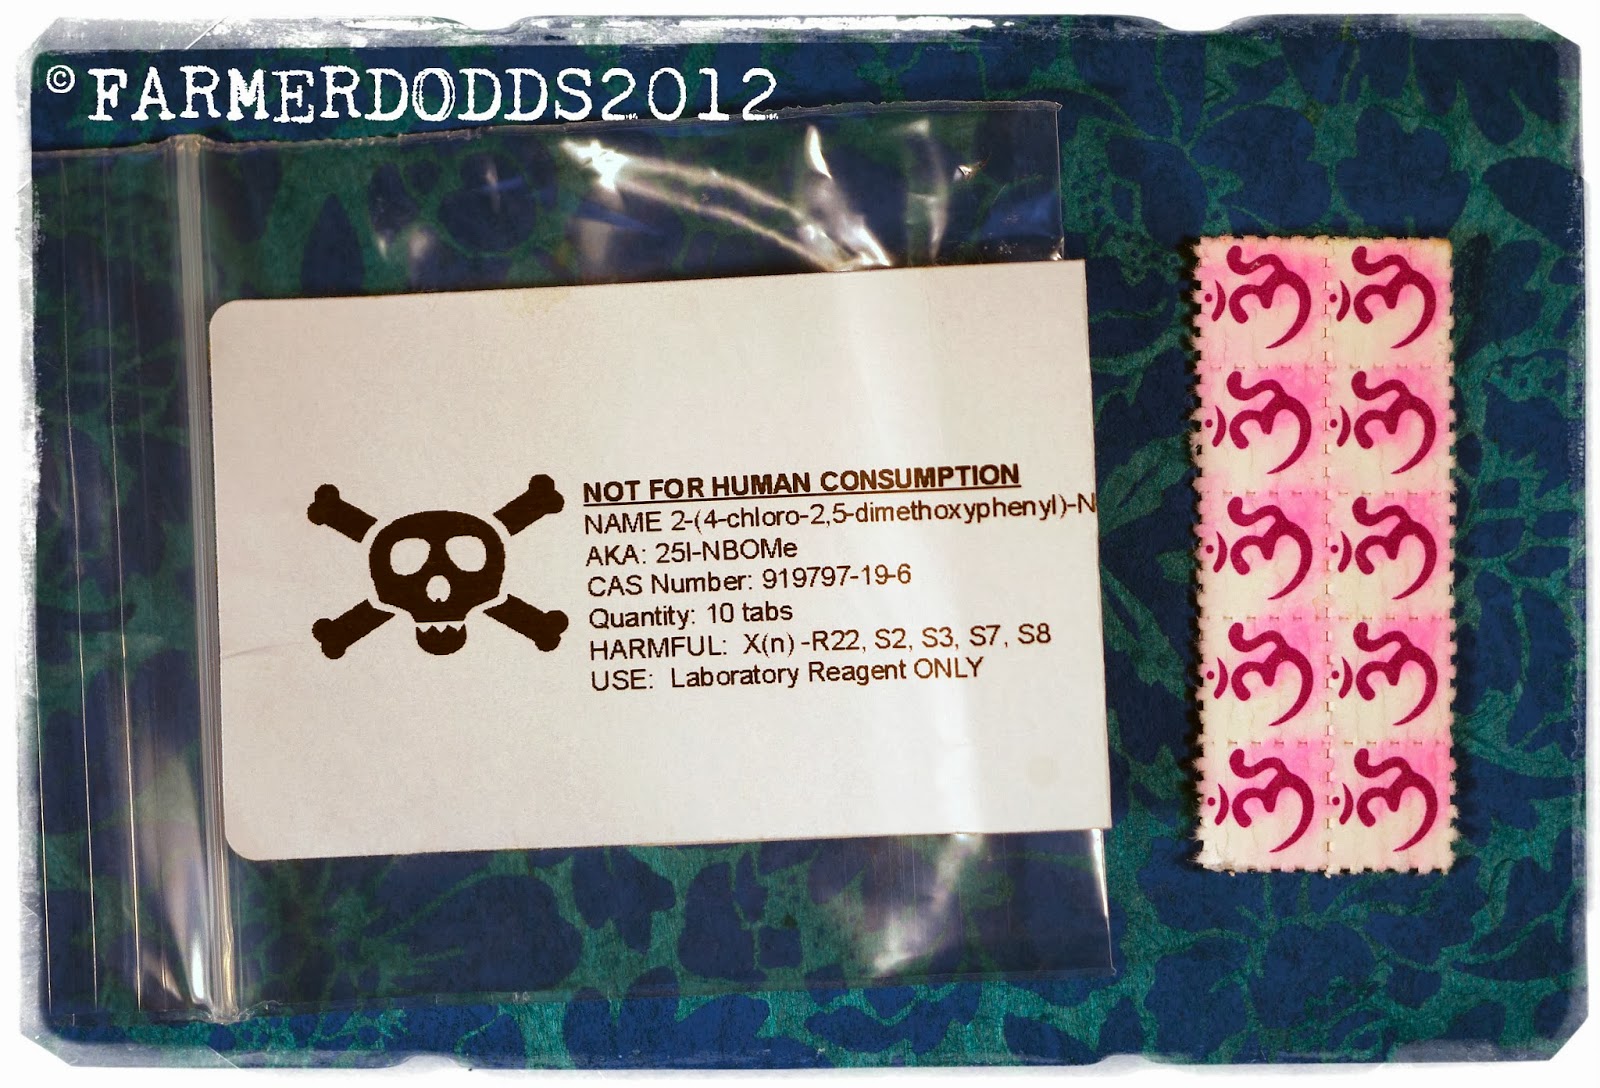 © FARMERDODDS2012
NOT FOR HUMAN CONSUMPTION
NAME 2-(4-chloro-2,5-dimethoxyphenyl)-N
AKA: 25I-NBOMe
CAS Number: 919797-19-6
Quantity: 10 tabs
HARMFUL: X(n) -R22, S2, S3, S7, S8
USE: Laboratory Reagent ONLY
ॐ ॐ
ॐ ॐ
ॐ ॐ
ॐ ॐ
ॐ ॐ